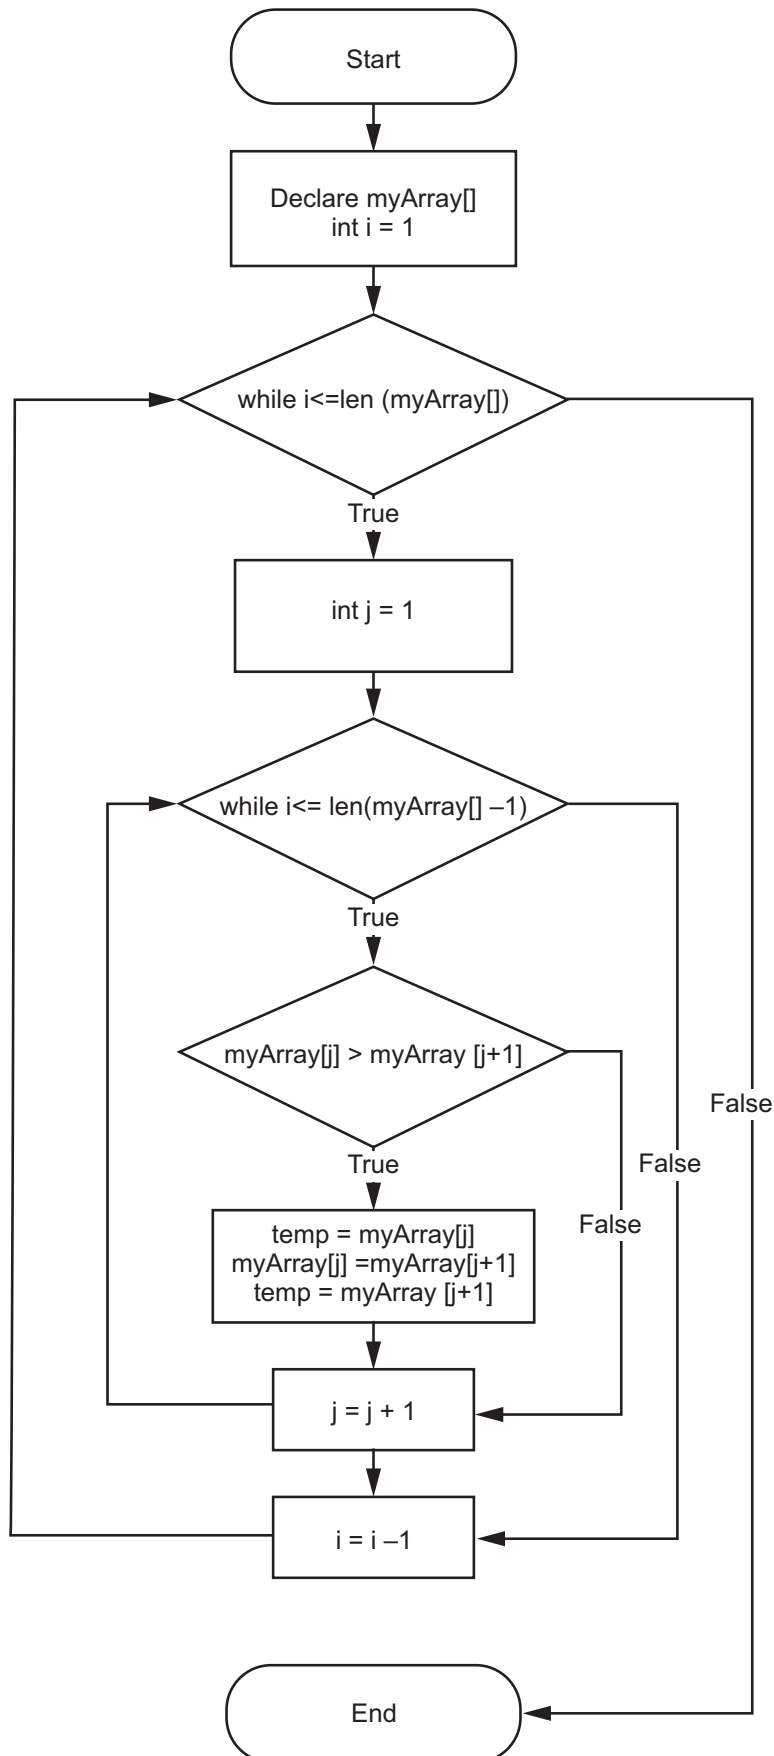 Start
Declare myArray[]
int i = 1
while i<=len (myArray[])
True
int j = 1
while i<= len(myArray[] –1)
True
myArray[j] > myArray [j+1]
False
True
False
False
temp = myArray[j]
myArray[j] =myArray[j+1]
temp = myArray [j+1]
j = j + 1
i = i –1
End